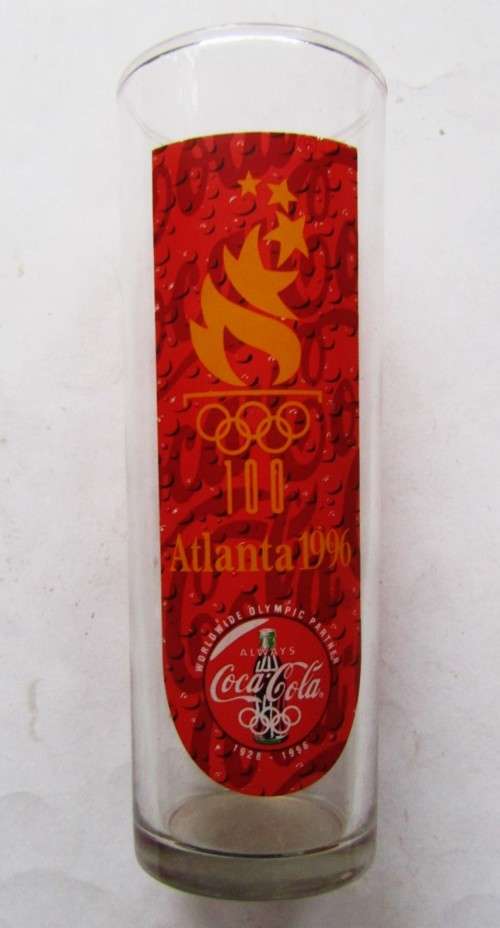 100
Atlanta 1996
WORLDWIDE OLYMPIC PARTNER
ALWAYS
Coca-Cola
1928 - 1996